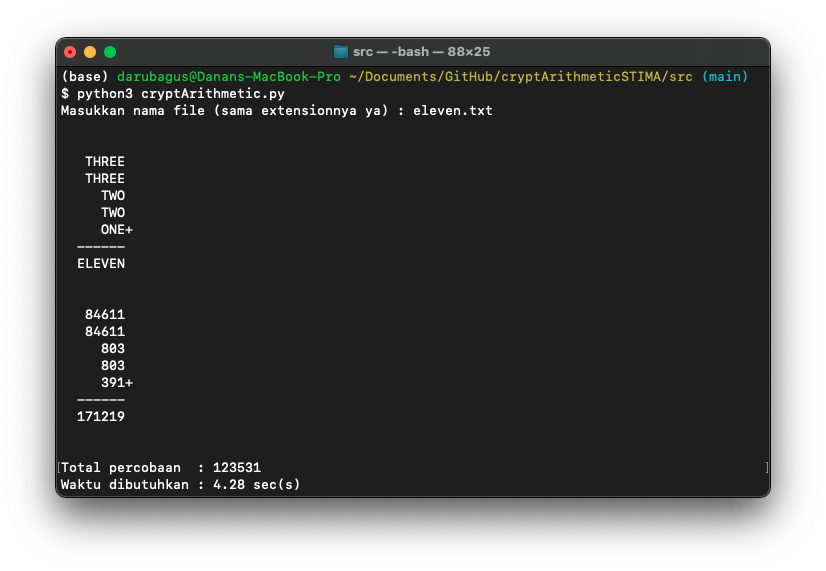 src — -bash — 88×25
(base) darubagus@Danans-MacBook-Pro ~/Documents/GitHub/cryptArithmeticSTIMA/src (main)
$ python3 cryptArithmetic.py
Masukkan nama file (sama extensionnya ya) : eleven.txt
THREE
THREE
TWO
TWO
ONE+
------
ELEVEN
84611
84611
803
803
391+
------
171219
[Total percobaan  : 123531 ]
Waktu dibutuhkan : 4.28 sec(s)